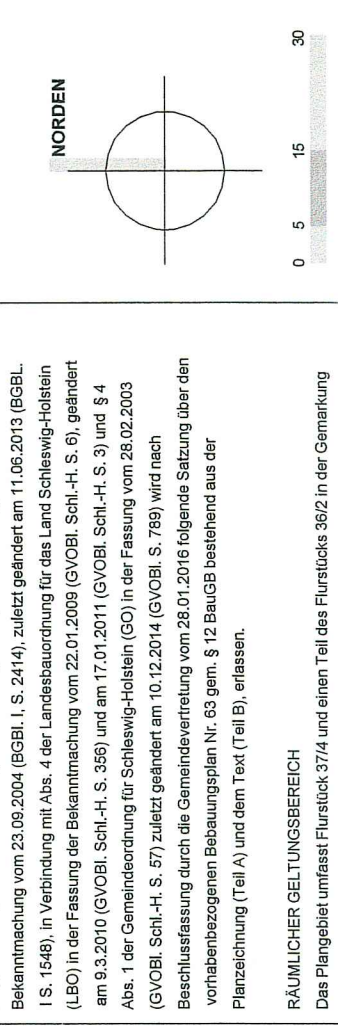 Bekanntmachung vom 23.09.2004 (BGBl. I, S. 2414), zuletzt geändert am 11.06.2013 (BGBL.
I S. 1548), in Verbindung mit Abs. 4 der Landesbauordnung für das Land Schleswig-Holstein
(LBO) in der Fassung der Bekanntmachung vom 22.01.2009 (GVOBl. Schl.-H. S. 6), geändert
am 9.3.2010 (GVOBl. Schl.-H. S. 356) und am 17.01.2011 (GVOBl. Schl.-H. S. 3) und § 4
Abs. 1 der Gemeindeordnung für Schleswig-Holstein (GO) in der Fassung vom 28.02.2003
(GVOBl. Schl.-H. S. 57) zuletzt geändert am 10.12.2014 (GVOBl. S. 789) wird nach
Beschlussfassung durch die Gemeindevertretung vom 28.01.2016 folgende Satzung über den
vorhabenbezogenen Bebauungsplan Nr. 63 gem. § 12 BauGB bestehend aus der
Planzeichnung (Teil A) und dem Text (Teil B), erlassen.
RÄUMLICHER GELTUNGSBEREICH
Das Plangebiet umfasst Flurstück 37/4 und einen Teil des Flurstücks 36/2 in der Gemarkung
NORDEN
0 5 15 30